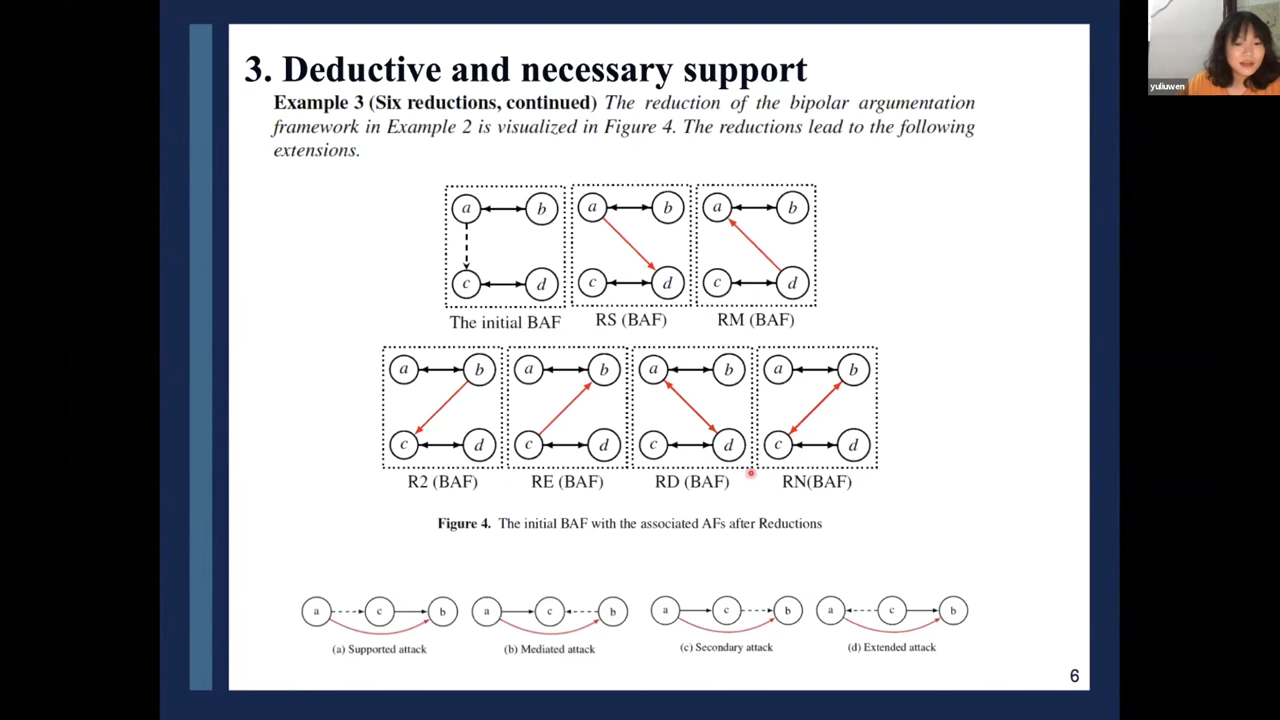 3. Deductive and necessary support
yuliuwen
Example 3 (Six reductions, continued) The reduction of the bipolar argumentation
framework in Example 2 is visualized in Figure 4. The reductions lead to the following
extensions.
a b a b a b
c d c d c d
The initial BAF RS (BAF) RM (BAF)
a b a b a b a b
c d c d c d c d
R2 (BAF) RE (BAF) RD (BAF) RN(BAF)
Figure 4. The initial BAF with the associated AFs after Reductions
a c b a c b a c b a c b
(a) Supported attack (b) Mediated attack (c) Secondary attack (d) Extended attack
6